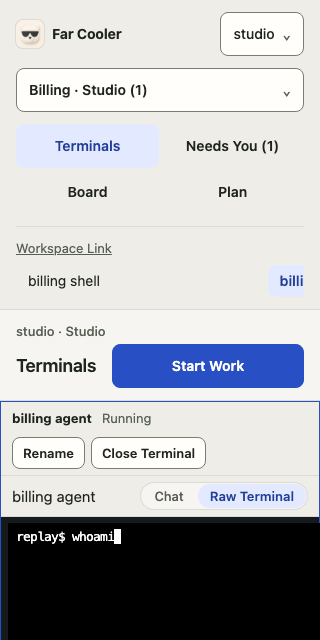 Far Cooler
studio
Billing · Studio (1)
Terminals
Needs You (1)
Board
Plan
Workspace Link
billing shell
billi
studio · Studio
Terminals
Start Work
billing agent Running
Rename
Close Terminal
billing agent
Chat
Raw Terminal
replay$ whoami